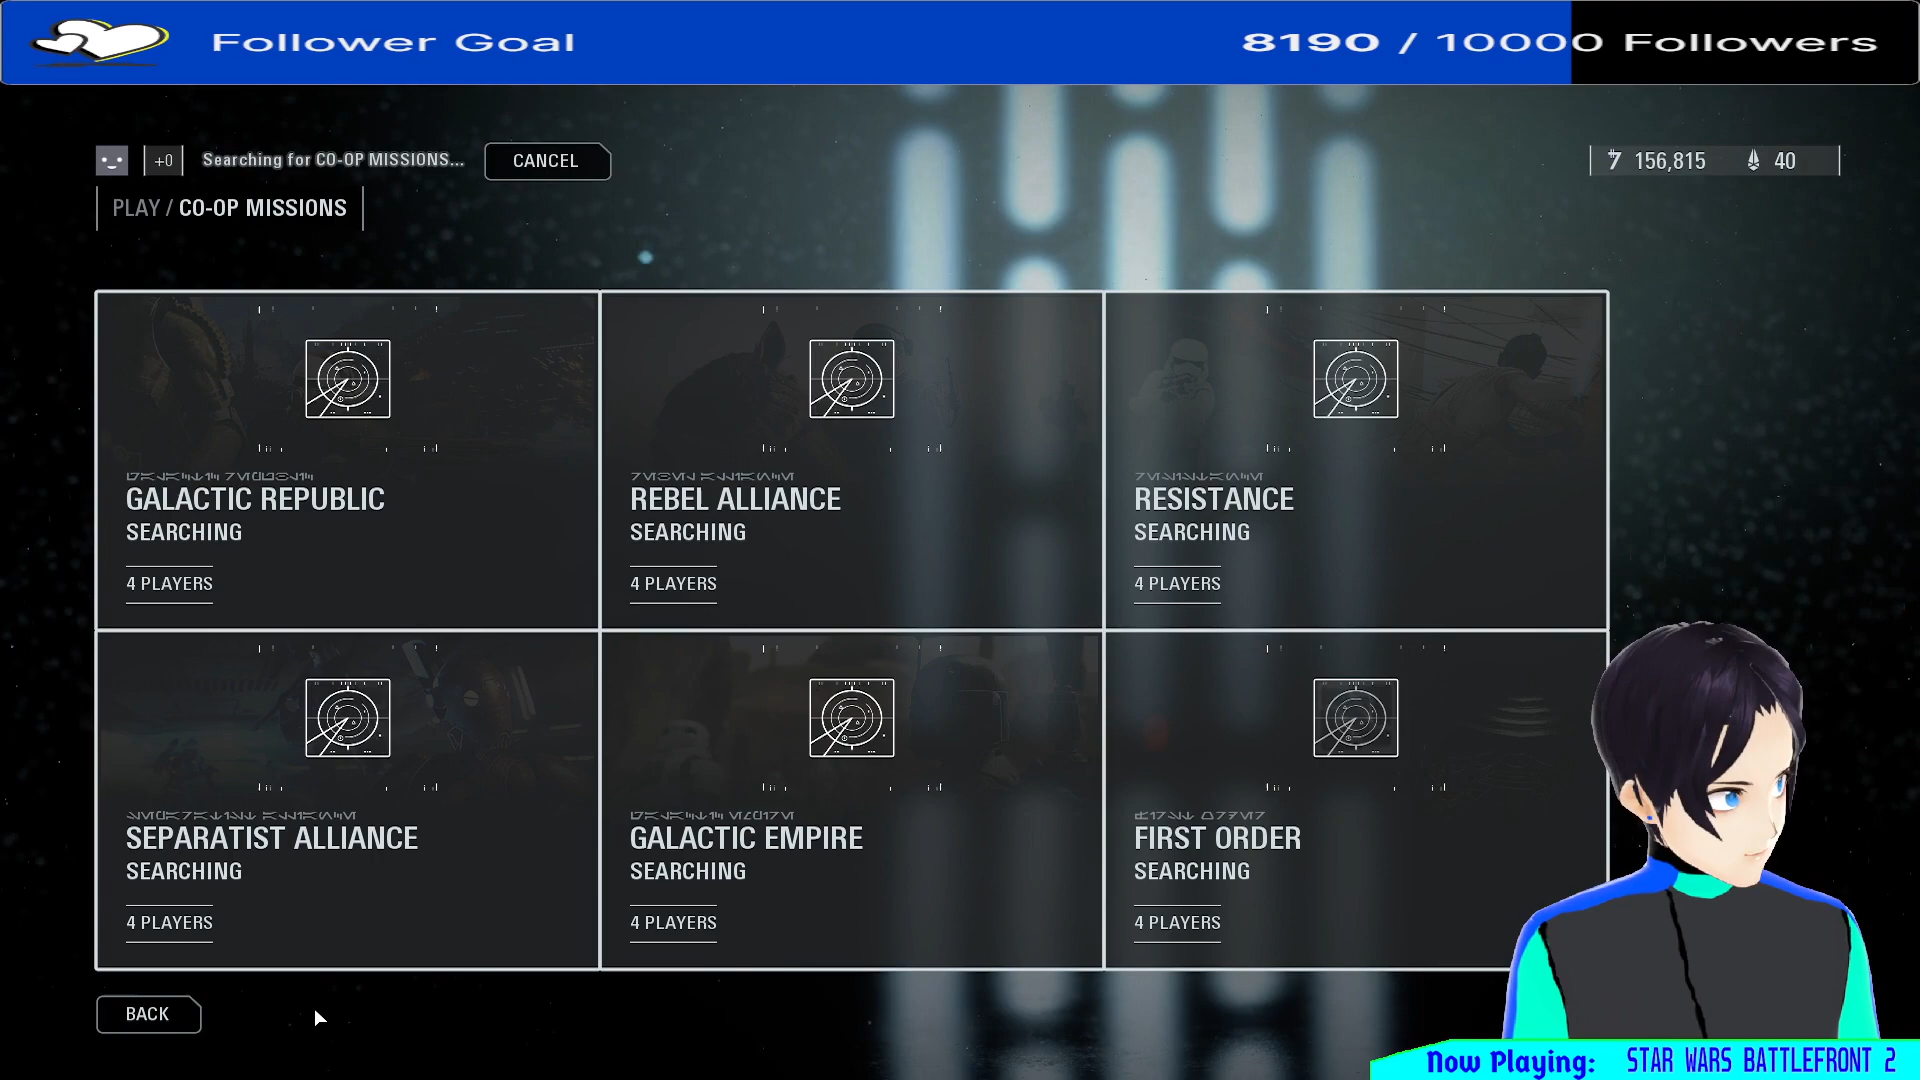 Follower Goal
8190 / 10000 Followers
+0
Searching for CO-OP MISSIONS...
CANCEL
156,815
40
PLAY / CO-OP MISSIONS
GALACTIC REPUBLIC
SEARCHING
4 PLAYERS
REBEL ALLIANCE
SEARCHING
4 PLAYERS
RESISTANCE
SEARCHING
4 PLAYERS
SEPARATIST ALLIANCE
SEARCHING
4 PLAYERS
GALACTIC EMPIRE
SEARCHING
4 PLAYERS
FIRST ORDER
SEARCHING
4 PLAYERS
BACK
Now Playing: STAR WARS BATTLEFRONT 2